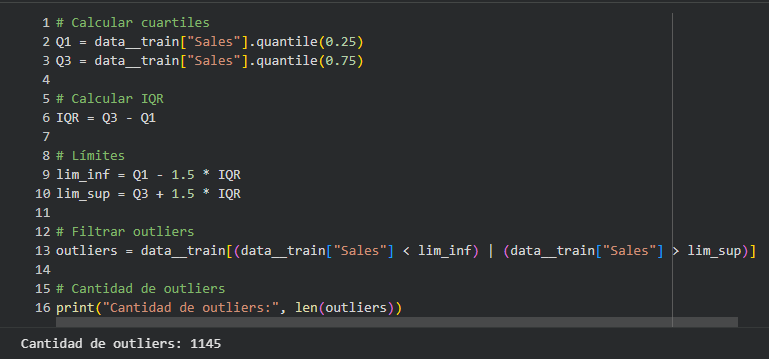 1 # Calcular cuartiles
2 Q1 = data__train["Sales"].quantile(0.25)
3 Q3 = data__train["Sales"].quantile(0.75)
4
5 # Calcular IQR
6 IQR = Q3 - Q1
7
8 # Límites
9 lim_inf = Q1 - 1.5 * IQR
10 lim_sup = Q3 + 1.5 * IQR
11
12 # Filtrar outliers
13 outliers = data__train[(data__train["Sales"] < lim_inf) | (data__train["Sales"] > lim_sup)]
14
15 # Cantidad de outliers
16 print("Cantidad de outliers:", len(outliers))
Cantidad de outliers: 1145